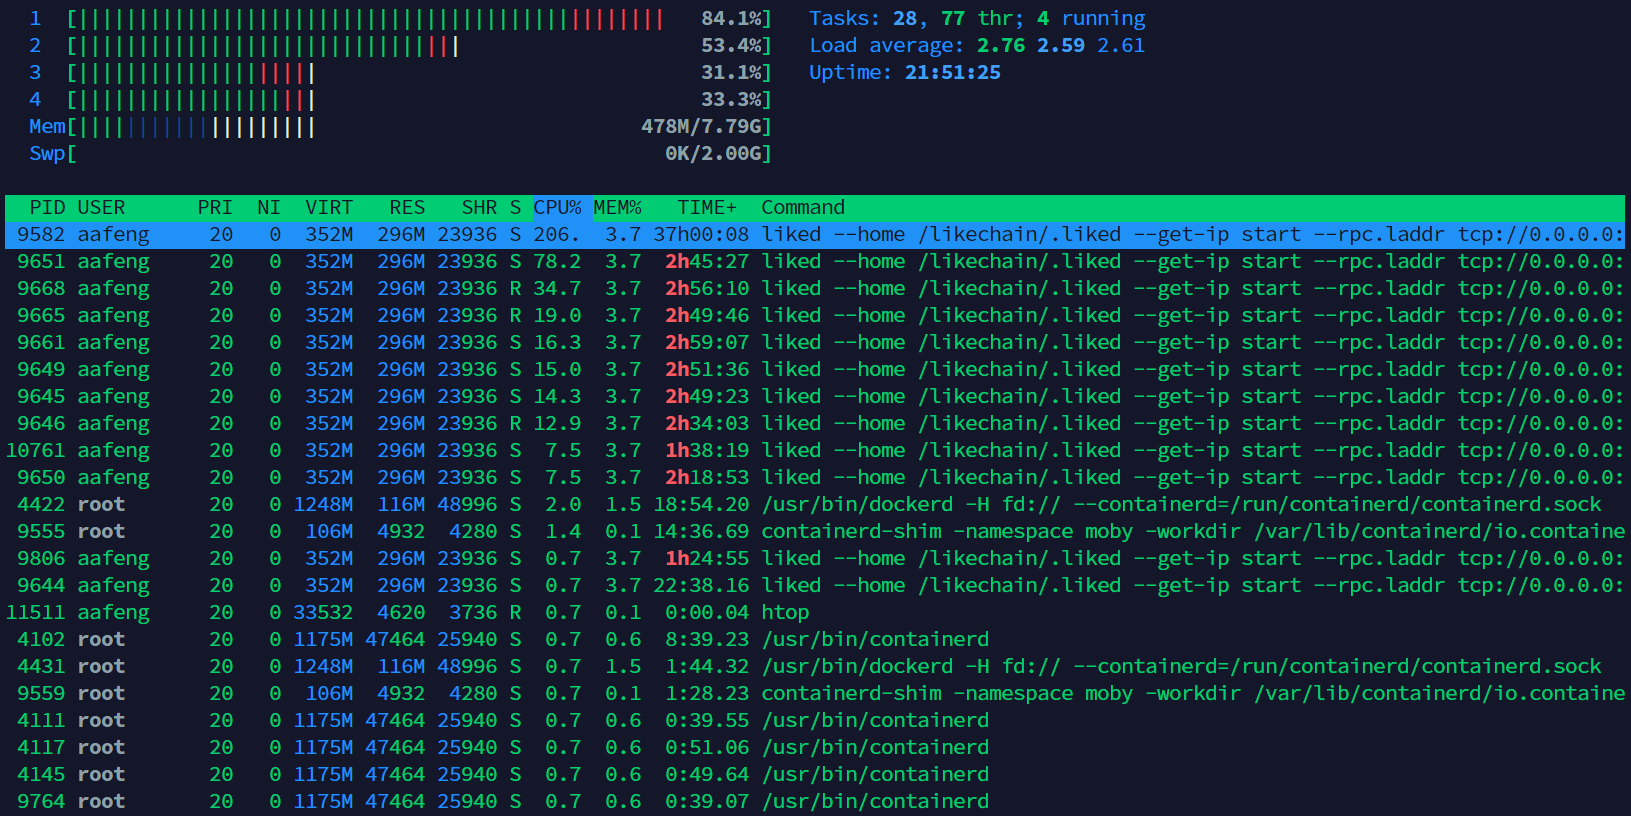 1 [|||||||||||||||||||||||||||||||||||||||||||||||||   84.1%]   Tasks: 28, 77 thr; 4 running
2 [||||||||||||||||||||||||||||||||                    53.4%]   Load average: 2.76 2.59 2.61
3 [||||||||||||||||||||                                31.1%]   Uptime: 21:51:25
4 [||||||||||||||||||||                                33.3%]
Mem[||||||||||||||||||||                          478M/7.79G]
Swp[                                                0K/2.00G]
PID USER PRI NI VIRT RES SHR S CPU% MEM% TIME+ Command
9582 aafeng 20 0 352M 296M 23936 S 206. 3.7 37h00:08 liked --home /likechain/.liked --get-ip start --rpc.laddr tcp://0.0.0.0:
9651 aafeng 20 0 352M 296M 23936 S 78.2 3.7 2h45:27 liked --home /likechain/.liked --get-ip start --rpc.laddr tcp://0.0.0.0:
9668 aafeng 20 0 352M 296M 23936 R 34.7 3.7 2h56:10 liked --home /likechain/.liked --get-ip start --rpc.laddr tcp://0.0.0.0:
9665 aafeng 20 0 352M 296M 23936 R 19.0 3.7 2h49:46 liked --home /likechain/.liked --get-ip start --rpc.laddr tcp://0.0.0.0:
9661 aafeng 20 0 352M 296M 23936 S 16.3 3.7 2h59:07 liked --home /likechain/.liked --get-ip start --rpc.laddr tcp://0.0.0.0:
9649 aafeng 20 0 352M 296M 23936 S 15.0 3.7 2h51:36 liked --home /likechain/.liked --get-ip start --rpc.laddr tcp://0.0.0.0:
9645 aafeng 20 0 352M 296M 23936 S 14.3 3.7 2h49:23 liked --home /likechain/.liked --get-ip start --rpc.laddr tcp://0.0.0.0:
9646 aafeng 20 0 352M 296M 23936 R 12.9 3.7 2h34:03 liked --home /likechain/.liked --get-ip start --rpc.laddr tcp://0.0.0.0:
10761 aafeng 20 0 352M 296M 23936 S 7.5 3.7 1h38:19 liked --home /likechain/.liked --get-ip start --rpc.laddr tcp://0.0.0.0:
9650 aafeng 20 0 352M 296M 23936 S 7.5 3.7 2h18:53 liked --home /likechain/.liked --get-ip start --rpc.laddr tcp://0.0.0.0:
4422 root 20 0 1248M 116M 48996 S 2.0 1.5 18:54.20 /usr/bin/dockerd -H fd:// --containerd=/run/containerd/containerd.sock
9555 root 20 0 106M 4932 4280 S 1.4 0.1 14:36.69 containerd-shim -namespace moby -workdir /var/lib/containerd/io.containe
9806 aafeng 20 0 352M 296M 23936 S 0.7 3.7 1h24:55 liked --home /likechain/.liked --get-ip start --rpc.laddr tcp://0.0.0.0:
9644 aafeng 20 0 352M 296M 23936 S 0.7 3.7 22:38.16 liked --home /likechain/.liked --get-ip start --rpc.laddr tcp://0.0.0.0:
11511 aafeng 20 0 33532 4620 3736 R 0.7 0.1 0:00.04 htop
4102 root 20 0 1175M 47464 25940 S 0.7 0.6 8:39.23 /usr/bin/containerd
4431 root 20 0 1248M 116M 48996 S 0.7 1.5 1:44.32 /usr/bin/dockerd -H fd:// --containerd=/run/containerd/containerd.sock
9559 root 20 0 106M 4932 4280 S 0.7 0.1 1:28.23 containerd-shim -namespace moby -workdir /var/lib/containerd/io.containe
4111 root 20 0 1175M 47464 25940 S 0.7 0.6 0:39.55 /usr/bin/containerd
4117 root 20 0 1175M 47464 25940 S 0.7 0.6 0:51.06 /usr/bin/containerd
4145 root 20 0 1175M 47464 25940 S 0.7 0.6 0:49.64 /usr/bin/containerd
9764 root 20 0 1175M 47464 25940 S 0.7 0.6 0:39.07 /usr/bin/containerd